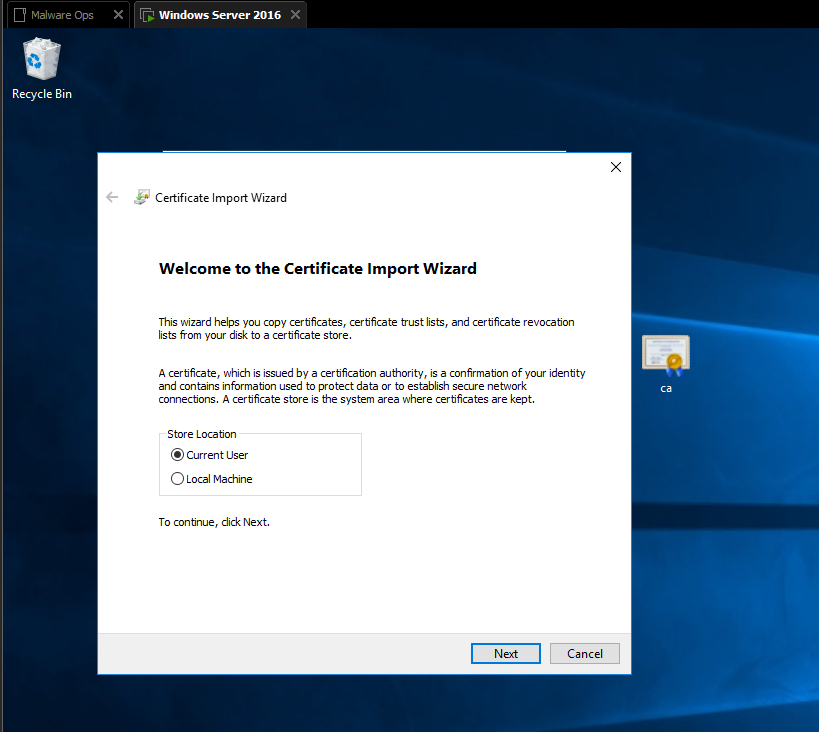 Malware Ops
Windows Server 2016
Recycle Bin
Certificate Import Wizard
Welcome to the Certificate Import Wizard
This wizard helps you copy certificates, certificate trust lists, and certificate revocation
lists from your disk to a certificate store.
A certificate, which is issued by a certification authority, is a confirmation of your identity
and contains information used to protect data or to establish secure network
connections. A certificate store is the system area where certificates are kept.
Store Location
Current User
Local Machine
To continue, click Next.
ca
Next
Cancel